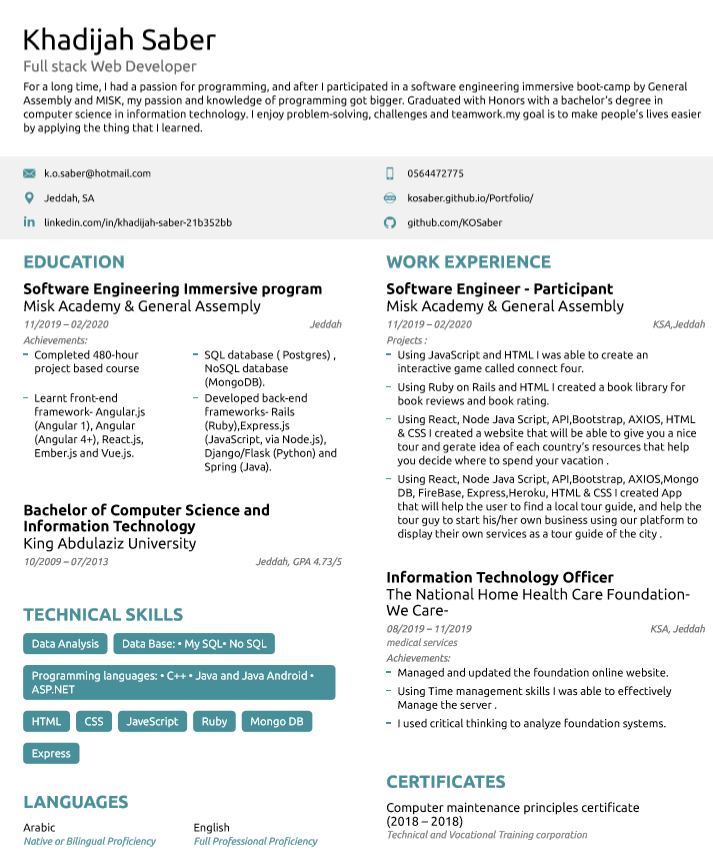 Khadijah Saber
Full stack Web Developer
For a long time, I had a passion for programming, and after I participated in a software engineering immersive boot-camp by General
Assembly and MISK, my passion and knowledge of programming got bigger. Graduated with Honors with a bachelor's degree in
computer science in information technology. I enjoy problem-solving, challenges and teamwork.my goal is to make people's lives easier
by applying the thing that I learned.
k.o.saber@hotmail.com
0564472775
Jeddah, SA
kosaber.github.io/Portfolio/
linkedin.com/in/khadijah-saber-21b352bb
github.com/KOSaber
EDUCATION
Software Engineering Immersive program
Misk Academy & General Assemply
11/2019 – 02/2020
Jeddah
Achievements:
Completed 480-hour
project based course
SQL database ( Postgres) ,
NoSQL database
(MongoDB).
Learnt front-end
framework- Angular.js
(Angular 1), Angular
(Angular 4+), React.js,
Ember.js and Vue.js.
Developed back-end
frameworks- Rails
(Ruby),Express.js
(JavaScript, via Node.js),
Django/Flask (Python) and
Spring (Java).
Bachelor of Computer Science and
Information Technology
King Abdulaziz University
10/2009 – 07/2013
Jeddah, GPA 4.73/5
TECHNICAL SKILLS
Data Analysis
Data Base: • My SQL• No SQL
Programming languages: • C++ • Java and Java Android •
ASP.NET
HTML
CSS
JaveScript
Ruby
Mongo DB
Express
LANGUAGES
Arabic
Native or Bilingual Proficiency
English
Full Professional Proficiency
WORK EXPERIENCE
Software Engineer - Participant
Misk Academy & General Assembly
11/2019 – 02/2020
KSA,Jeddah
Projects :
Using JavaScript and HTML I was able to create an
interactive game called connect four.
Using Ruby on Rails and HTML I created a book library for
book reviews and book rating.
Using React, Node Java Script, API,Bootstrap, AXIOS, HTML
& CSS I created a website that will be able to give you a nice
tour and gerate idea of each country's resources that help
you decide where to spend your vacation .
Using React, Node Java Script, API,Bootstrap, AXIOS,Mongo
DB, FireBase, Express,Heroku, HTML & CSS I created App
that will help the user to find a local tour guide, and help the
tour guy to start his/her own business using our platform to
display their own services as a tour guide of the city .
Information Technology Officer
The National Home Health Care Foundation-
We Care-
08/2019 – 11/2019
KSA, Jeddah
medical services
Achievements:
Managed and updated the foundation online website.
Using Time management skills I was able to effectively
Manage the server .
I used critical thinking to analyze foundation systems.
CERTIFICATES
Computer maintenance principles certificate
(2018 – 2018)
Technical and Vocational Training corporation